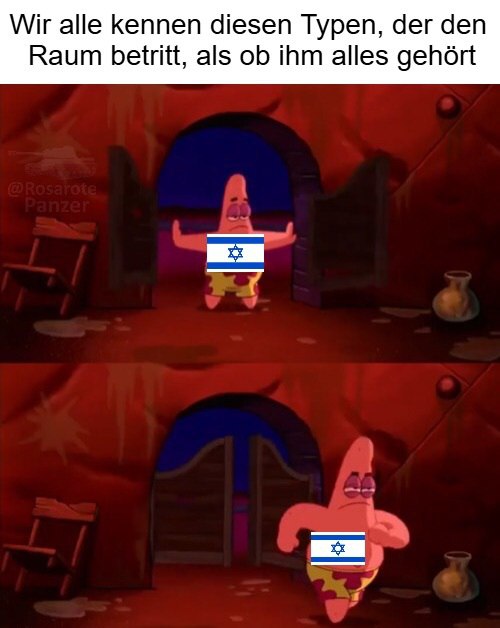 Wir alle kennen diesen Typen, der den
Raum betritt, als ob ihm alles gehört
@Rosarote
Panzer